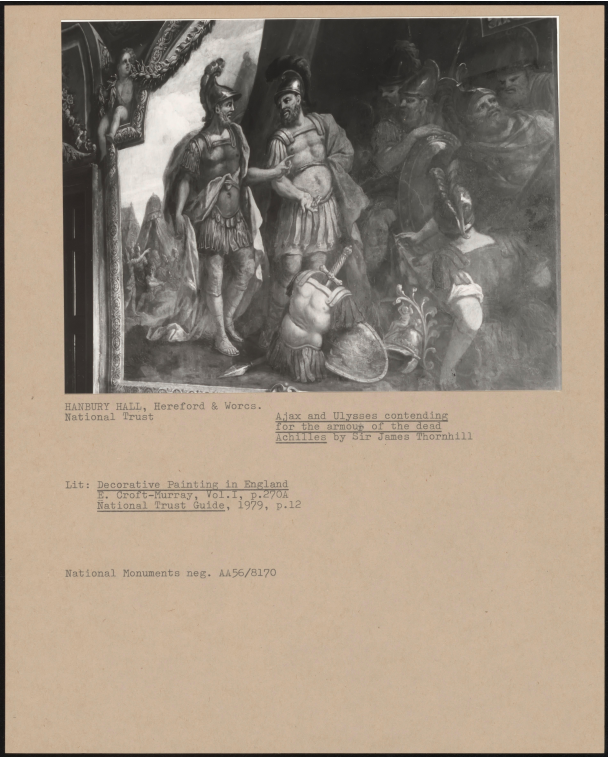 HANBURY HALL, Hereford & Worcs.
National Trust
Ajax and Ulysses contending
for the armour of the dead
Achilles by Sir James Thornhill
Lit: Decorative Painting in England
E. Croft-Murray, Vol.I, p.270A
National Trust Guide, 1979, p.12
National Monuments neg. AA56/8170